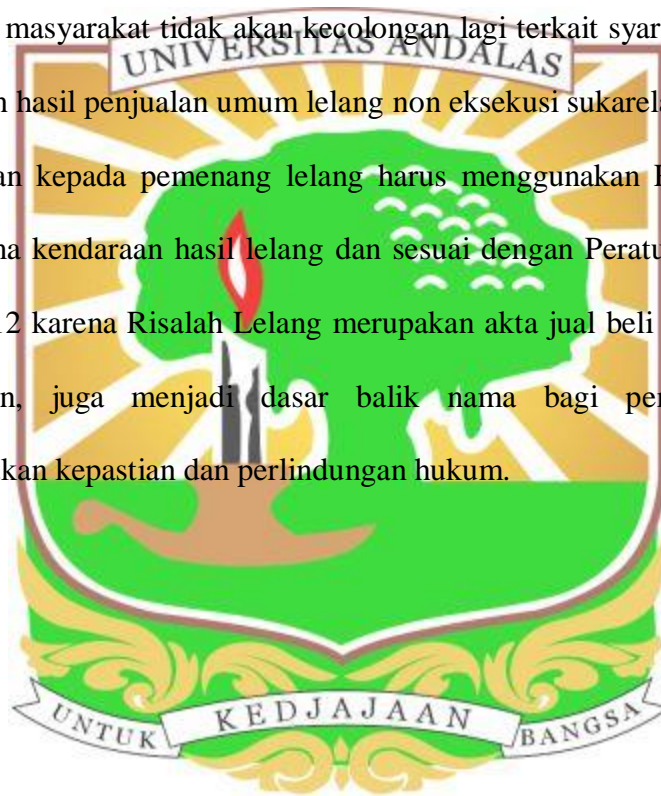 masyarakat tidak akan kecolongan lagi terkait syar
UNIVERSITAS ANDALAS
hasil penjualan umum lelang non eksekusi sukarela
an kepada pemenang lelang harus menggunakan
na kendaraan hasil lelang dan sesuai dengan Peratu
12 karena Risalah Lelang merupakan akta jual beli
n, juga menjadi dasar balik nama bagi per
kan kepastian dan perlindungan hukum.
UNTUK KEDJAJAAN BANGSA